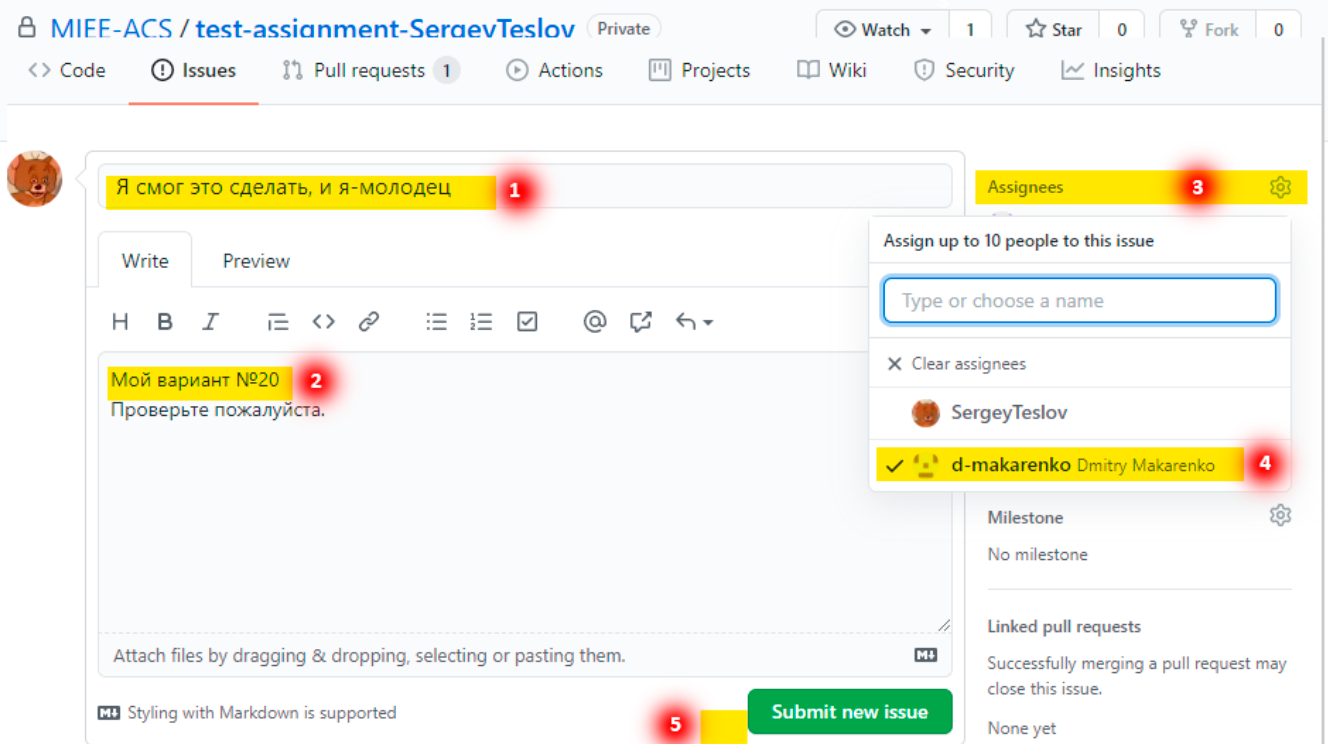 MIEE-ACS / test-assignment-SergeyTeslov Private Watch 1 Star 0 Fork 0
Code Issues Pull requests 1 Actions Projects Wiki Security Insights
Я смог это сделать, и я-молодец 1
Assignees 3
Assign up to 10 people to this issue
Write Preview
Type or choose a name
H B I @
Clear assignees
Мой вариант №20 2
Проверьте пожалуйста.
SergeyTeslov
d-makarenko Dmitry Makarenko 4
Milestone
No milestone
Linked pull requests
Attach files by dragging & dropping, selecting or pasting them.
Successfully merging a pull request may
close this issue.
Styling with Markdown is supported
5 Submit new issue
None yet